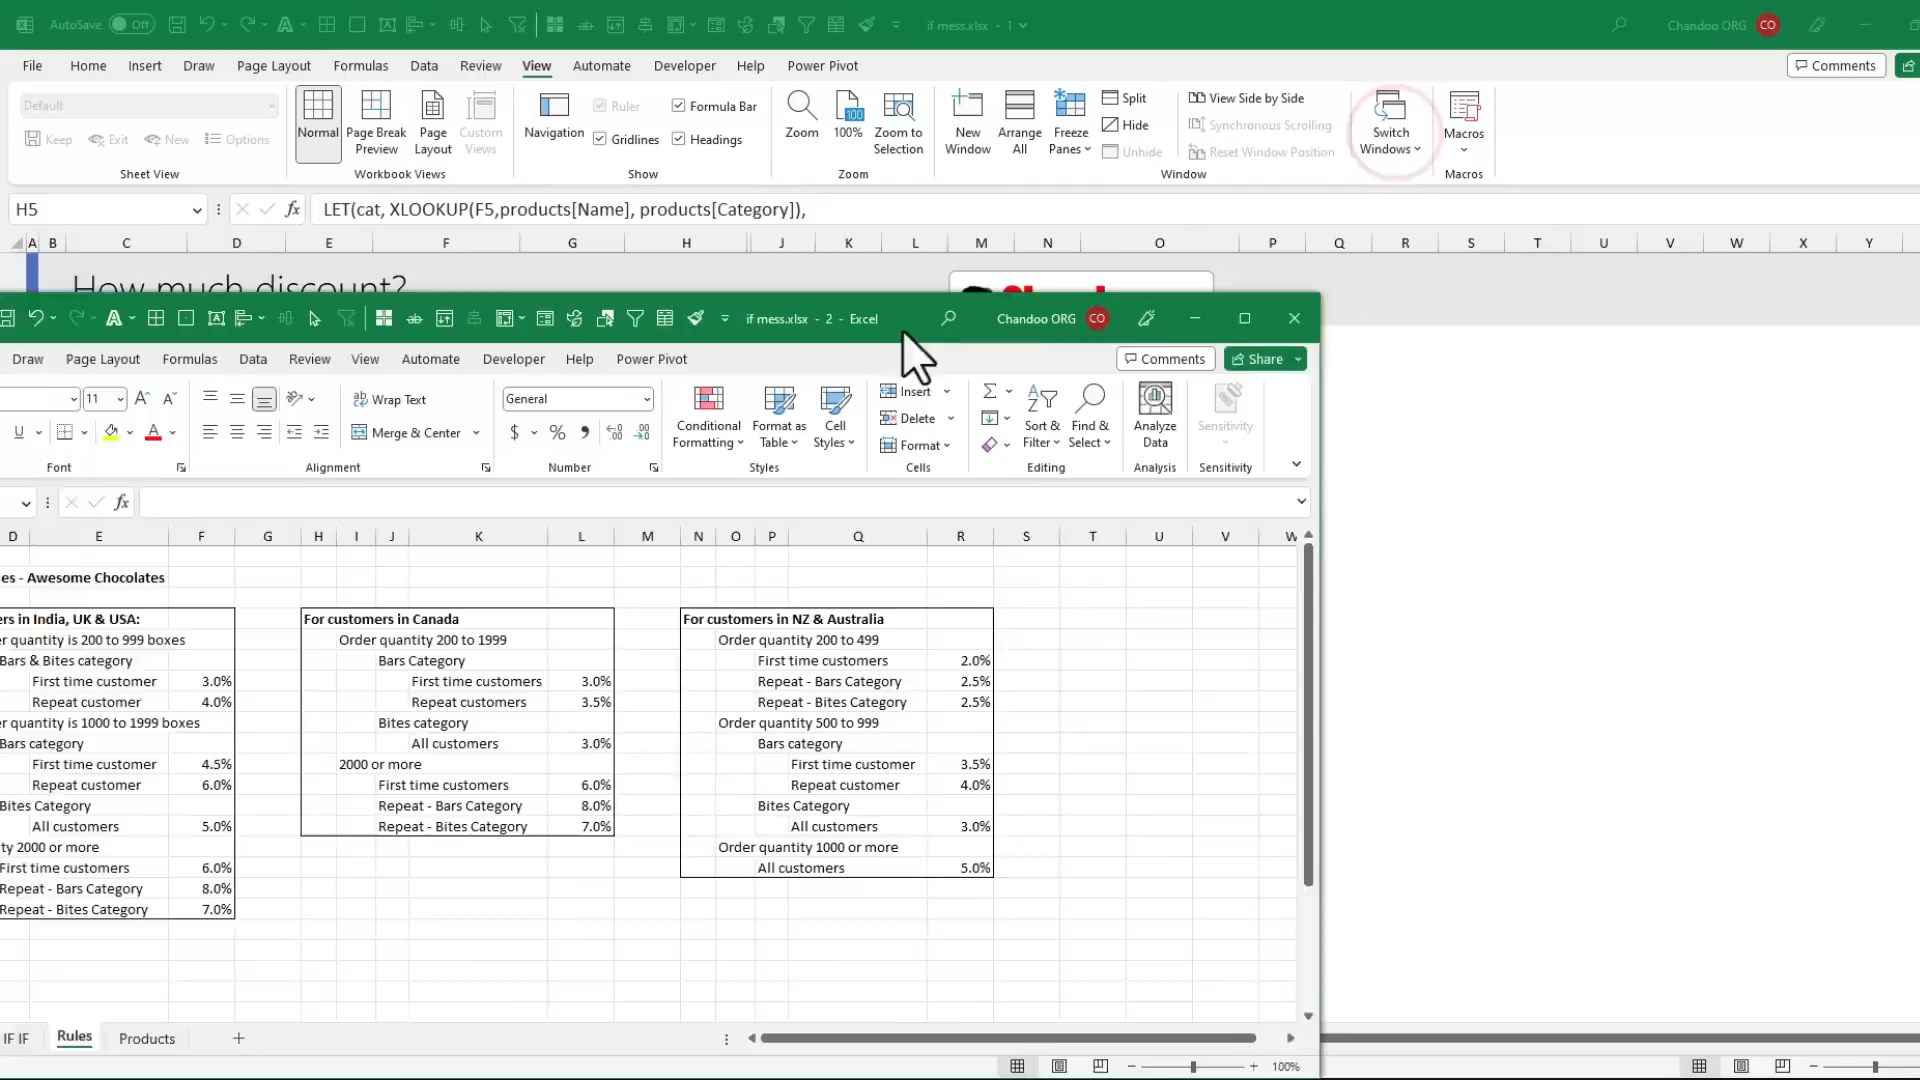 AutoSave Off if mess.xlsx - 1 Chandoo ORG CO
File Home Insert Draw Page Layout Formulas Data Review View Automate Developer Help Power Pivot Comments
Default
Keep Exit New Options
Sheet View
Normal Page Break Preview Page Layout Custom Views
Workbook Views
Navigation Ruler Formula Bar
Gridlines Headings
Show
Zoom 100% Zoom to Selection
Zoom
New Window Arrange All Freeze Panes Split View Side by Side
Hide Synchronous Scrolling
Unhide Reset Window Position
Switch Windows
Window
Macros
Macros
H5 fx LET(cat, XLOOKUP(F5,products[Name], products[Category]),
A B C D E F G H J K L M N O P Q R S T U V W X Y
How much discount?
if mess.xlsx - 2 - Excel Chandoo ORG CO
Draw Page Layout Formulas Data Review View Automate Developer Help Power Pivot Comments Share
11 Wrap Text General
Merge & Center
Conditional Formatting Format as Table Cell Styles
Insert
Delete
Format
Sort & Filter Find & Select Analyze Data Sensitivity
Font Alignment Number Styles Cells Editing Analysis Sensitivity
fx
D E F G H I J K L M N O P Q R S T U V W
es - Awesome Chocolates
ers in India, UK & USA:
r quantity is 200 to 999 boxes
Bars & Bites category
First time customer 3.0%
Repeat customer 4.0%
r quantity is 1000 to 1999 boxes
Bars category
First time customer 4.5%
Repeat customer 6.0%
Bites Category
All customers 5.0%
ty 2000 or more
First time customers 6.0%
Repeat - Bars Category 8.0%
Repeat - Bites Category 7.0%
For customers in Canada
Order quantity 200 to 1999
Bars Category
First time customers 3.0%
Repeat customers 3.5%
Bites category
All customers 3.0%
2000 or more
First time customers 6.0%
Repeat - Bars Category 8.0%
Repeat - Bites Category 7.0%
For customers in NZ & Australia
Order quantity 200 to 499
First time customers 2.0%
Repeat - Bars Category 2.5%
Repeat - Bites Category 2.5%
Order quantity 500 to 999
Bars category
First time customer 3.5%
Repeat customer 4.0%
Bites Category
All customers 3.0%
Order quantity 1000 or more
All customers 5.0%
IF IF Rules Products
100%